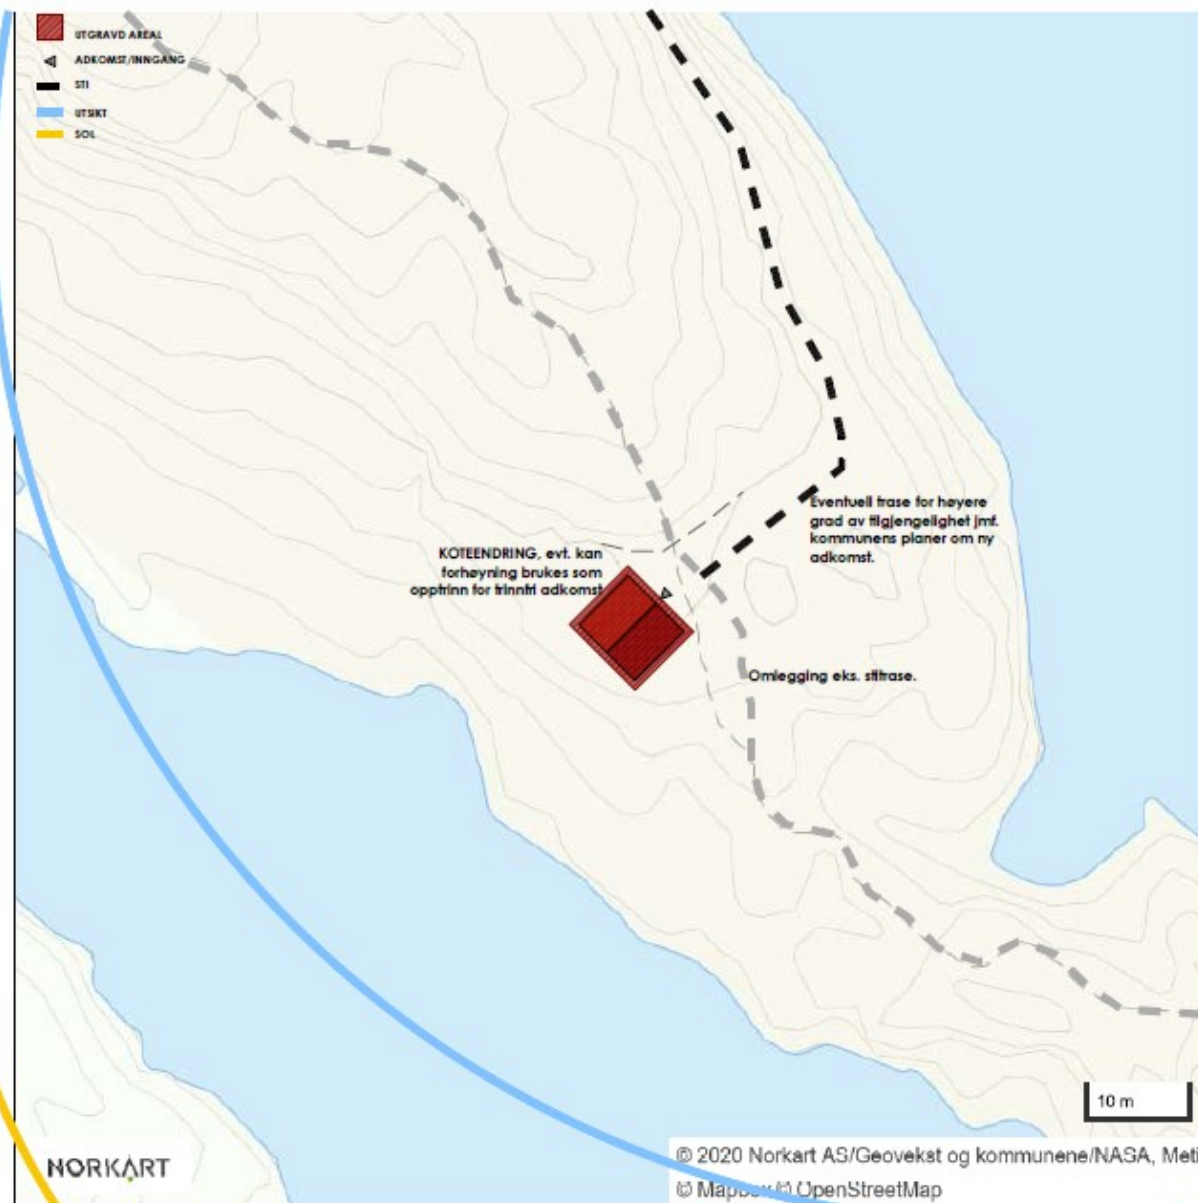 UTGRAVD AREAL
ADKOMST/INNGANG
STI
UTSIKT
SOL
Eventuell trase for høyere
grad av tilgjengelighet jmf.
kommunens planer om ny
adkomst.
KOTEENDRING, evt. kan
forhøyning brukes som
opptrinn for trinnfri adkomst
Omlegging eks. stitrase.
10 m
NORKART
© 2020 Norkart AS/Geovekst og kommunene/NASA, Meti
© Mapbox © OpenStreetMap